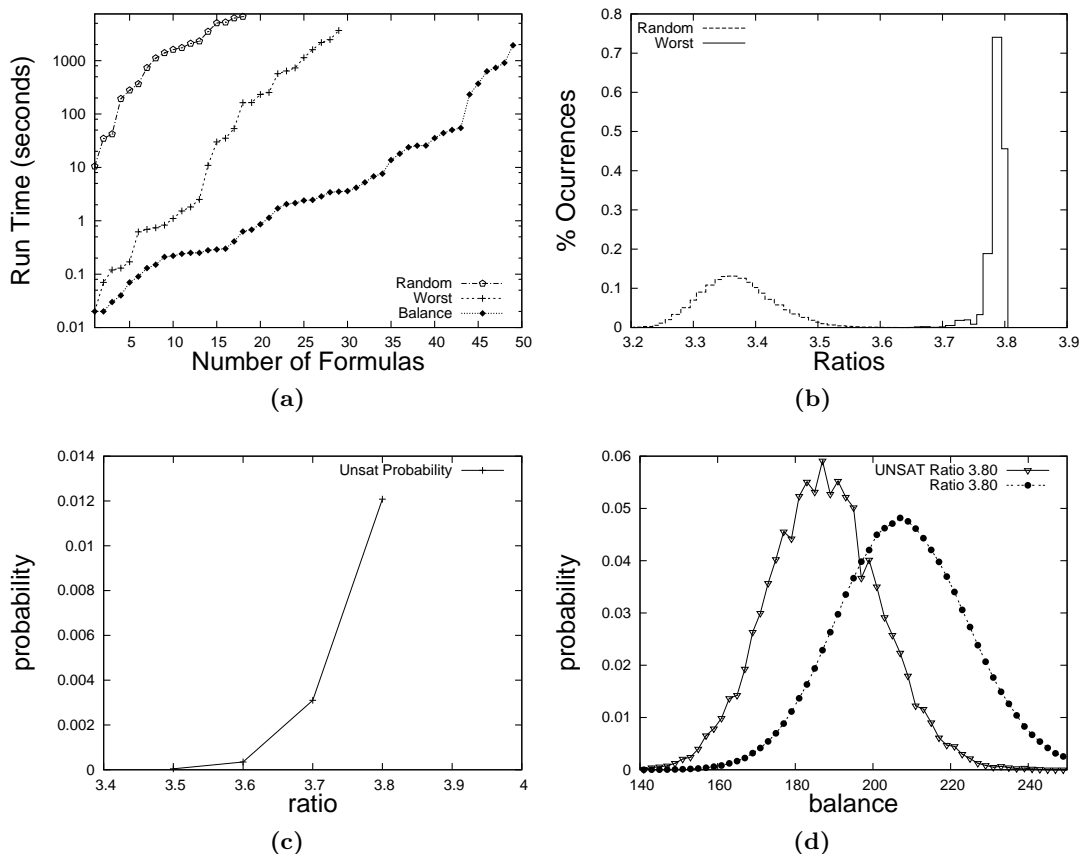 1000
100
10
1
0.1
0.01
Run Time (seconds)
Random
Worst
Balance
5 10 15 20 25 30 35 40 45 50
Number of Formulas
(a)
0.8
0.7
0.6
0.5
0.4
0.3
0.2
0.1
0
% Ocurrences
Random
Worst
3.2 3.3 3.4 3.5 3.6 3.7 3.8 3.9
Ratios
(b)
0.014
0.012
0.01
0.008
0.006
0.004
0.002
0
probability
Unsat Probability
3.4 3.5 3.6 3.7 3.8 3.9 4
ratio
(c)
0.06
0.05
0.04
0.03
0.02
0.01
0
probability
UNSAT Ratio 3.80
Ratio 3.80
140 160 180 200 220 240
balance
(d)